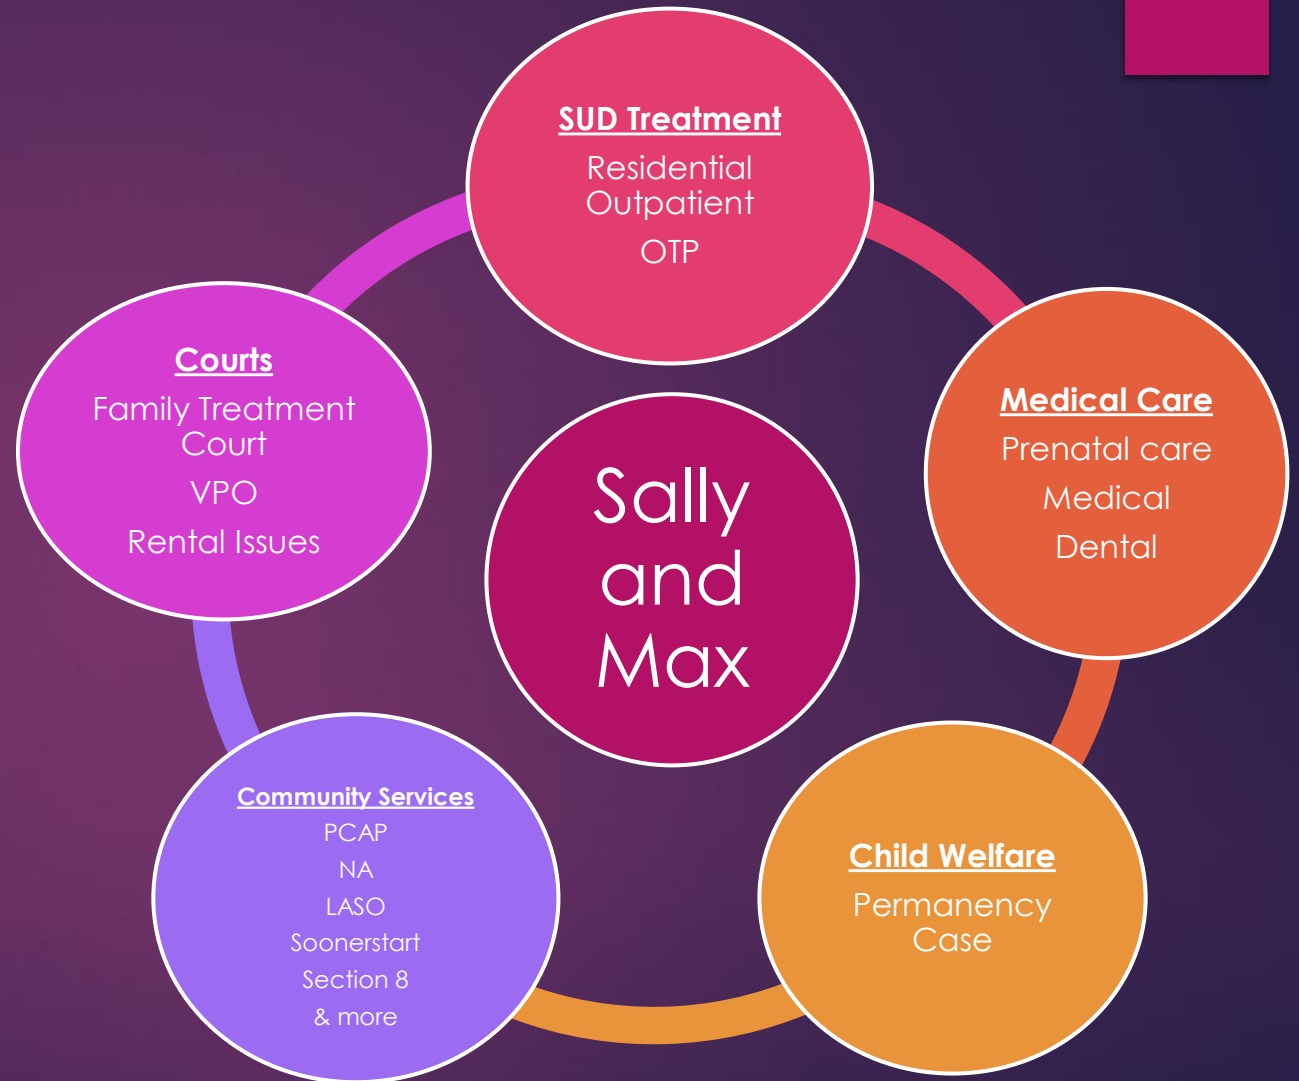 SUD Treatment
Residential
Outpatient
OTP
Medical Care
Prenatal care
Medical
Dental
Child Welfare
Permanency
Case
Community Services
PCAP
NA
LASO
Soonerstart
Section 8
& more
Courts
Family Treatment
Court
VPO
Rental Issues
Sally
and
Max